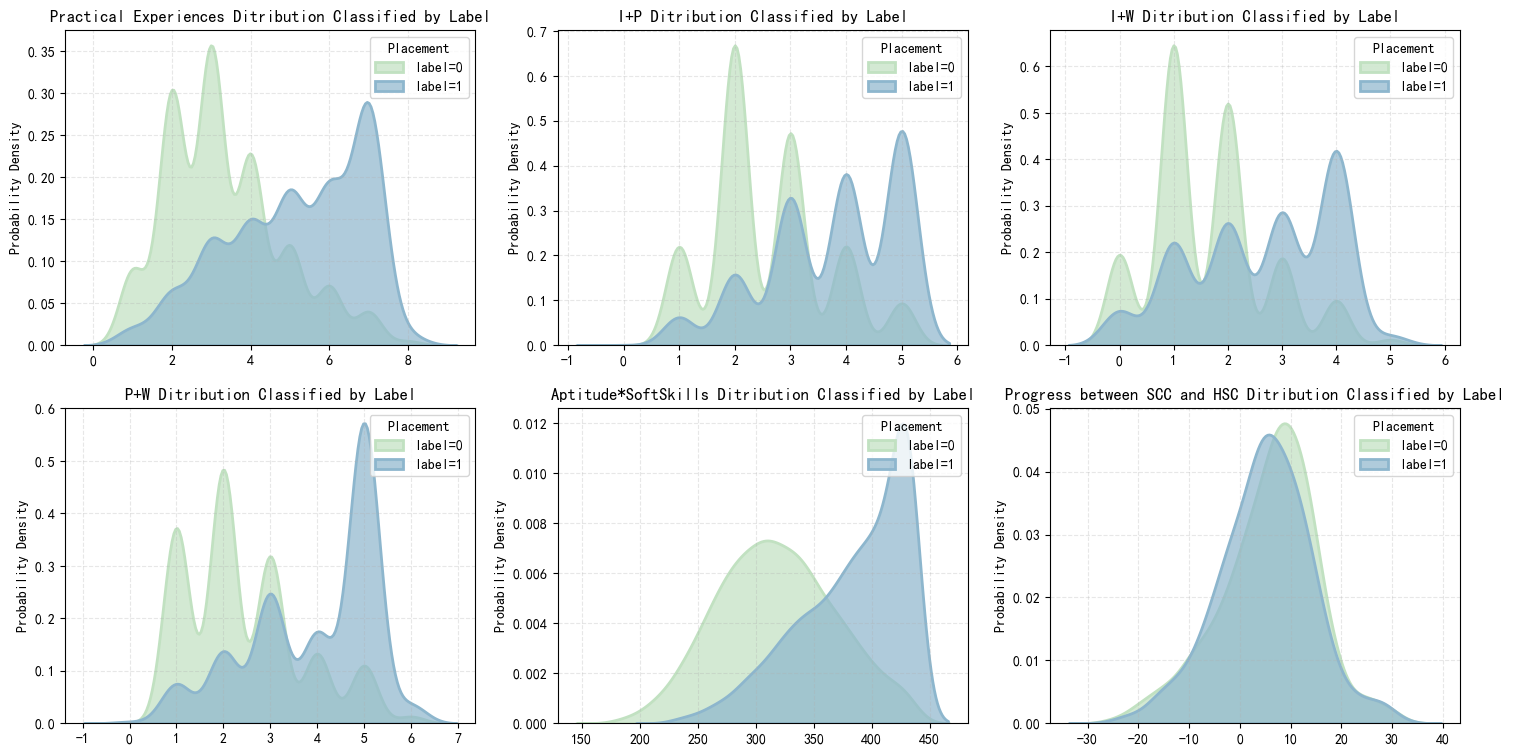 Practical Experiences Ditribution Classified by Label
Probability Density
0.35
0.30
0.25
0.20
0.15
0.10
0.05
0.00
0 2 4 6 8
Placement
label=0
label=1
I+P Ditribution Classified by Label
Probability Density
0.7
0.6
0.5
0.4
0.3
0.2
0.1
0.0
−1 0 1 2 3 4 5 6
Placement
label=0
label=1
I+W Ditribution Classified by Label
Probability Density
0.6
0.5
0.4
0.3
0.2
0.1
0.0
−1 0 1 2 3 4 5 6
Placement
label=0
label=1
P+W Ditribution Classified by Label
Probability Density
0.6
0.5
0.4
0.3
0.2
0.1
0.0
−1 0 1 2 3 4 5 6 7
Placement
label=0
label=1
Aptitude*SoftSkills Ditribution Classified by Label
Probability Density
0.012
0.010
0.008
0.006
0.004
0.002
0.000
150 200 250 300 350 400 450
Placement
label=0
label=1
Progress between SCC and HSC Ditribution Classified by Label
Probability Density
0.05
0.04
0.03
0.02
0.01
0.00
−30 −20 −10 0 10 20 30 40
Placement
label=0
label=1